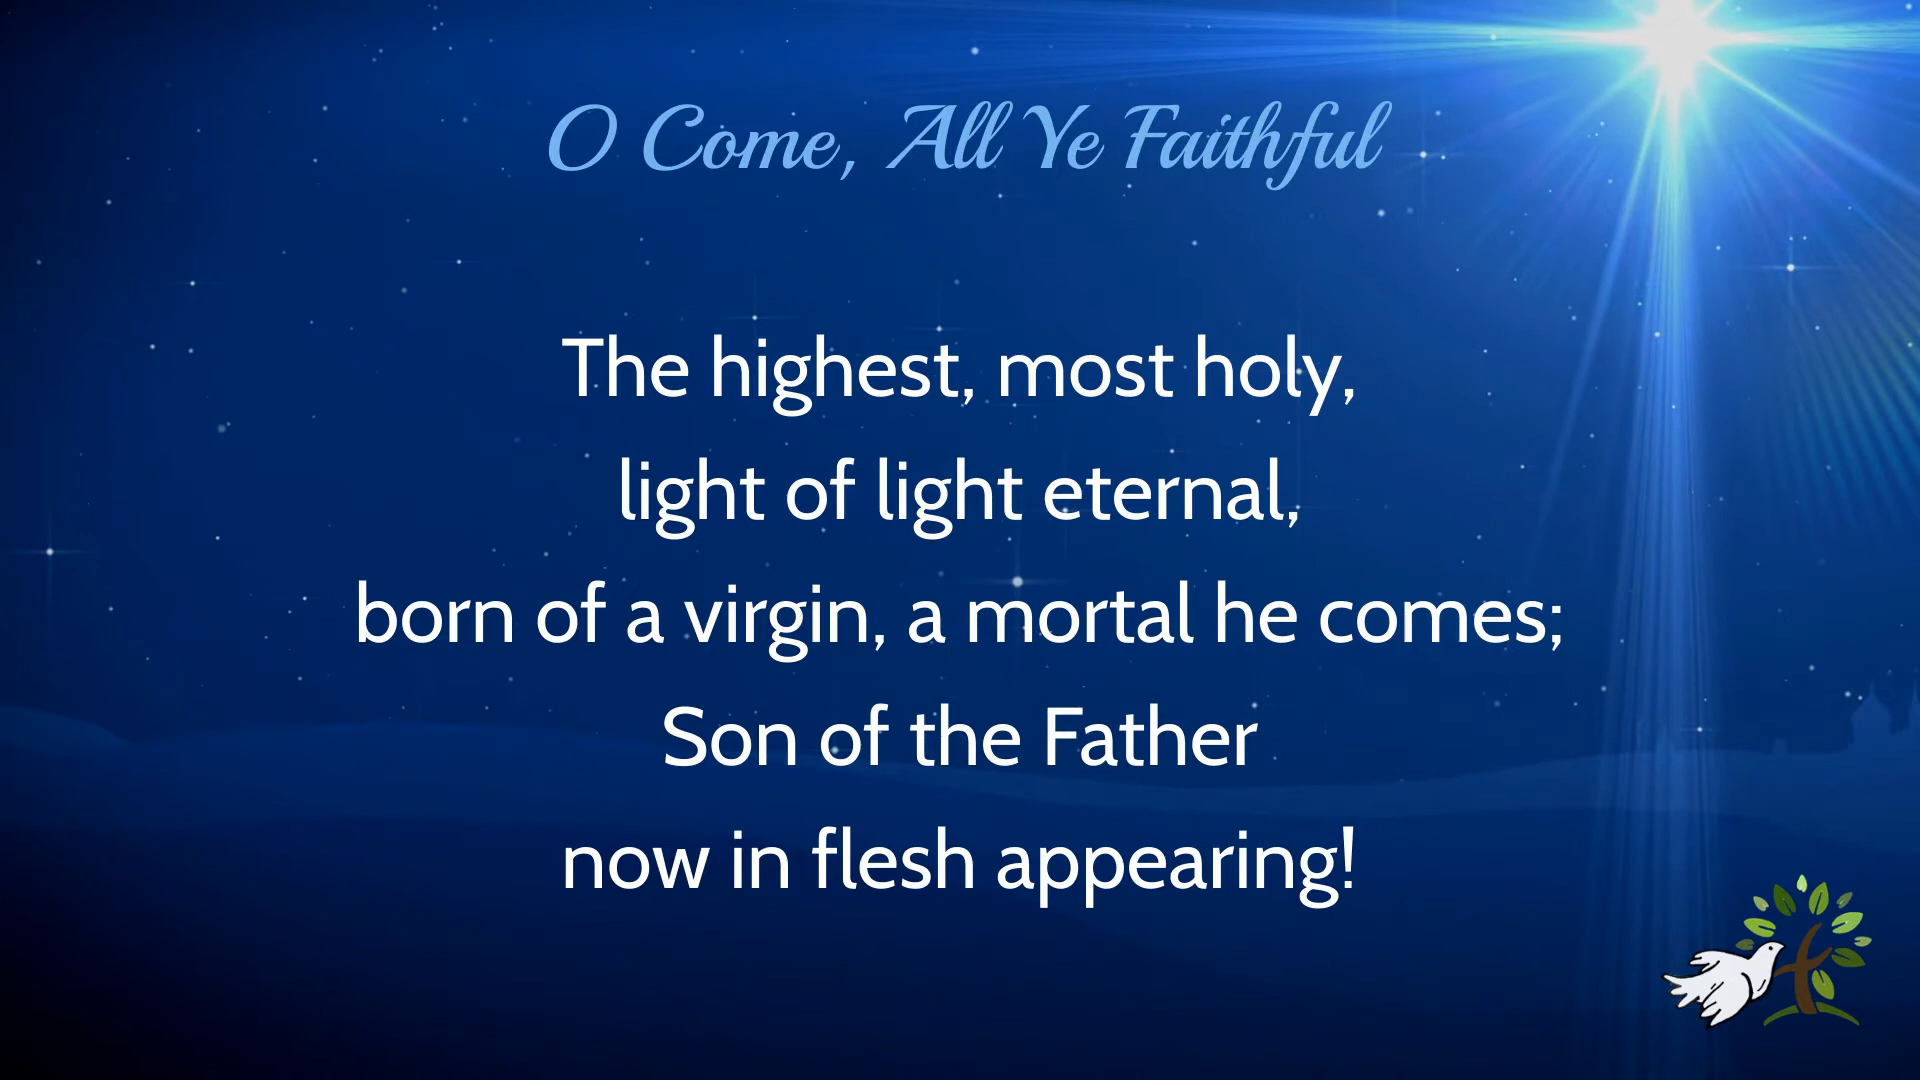 O Come, All Ye Faithful
The highest, most holy,
light of light eternal,
born of a virgin, a mortal he comes;
Son of the Father
now in flesh appearing!